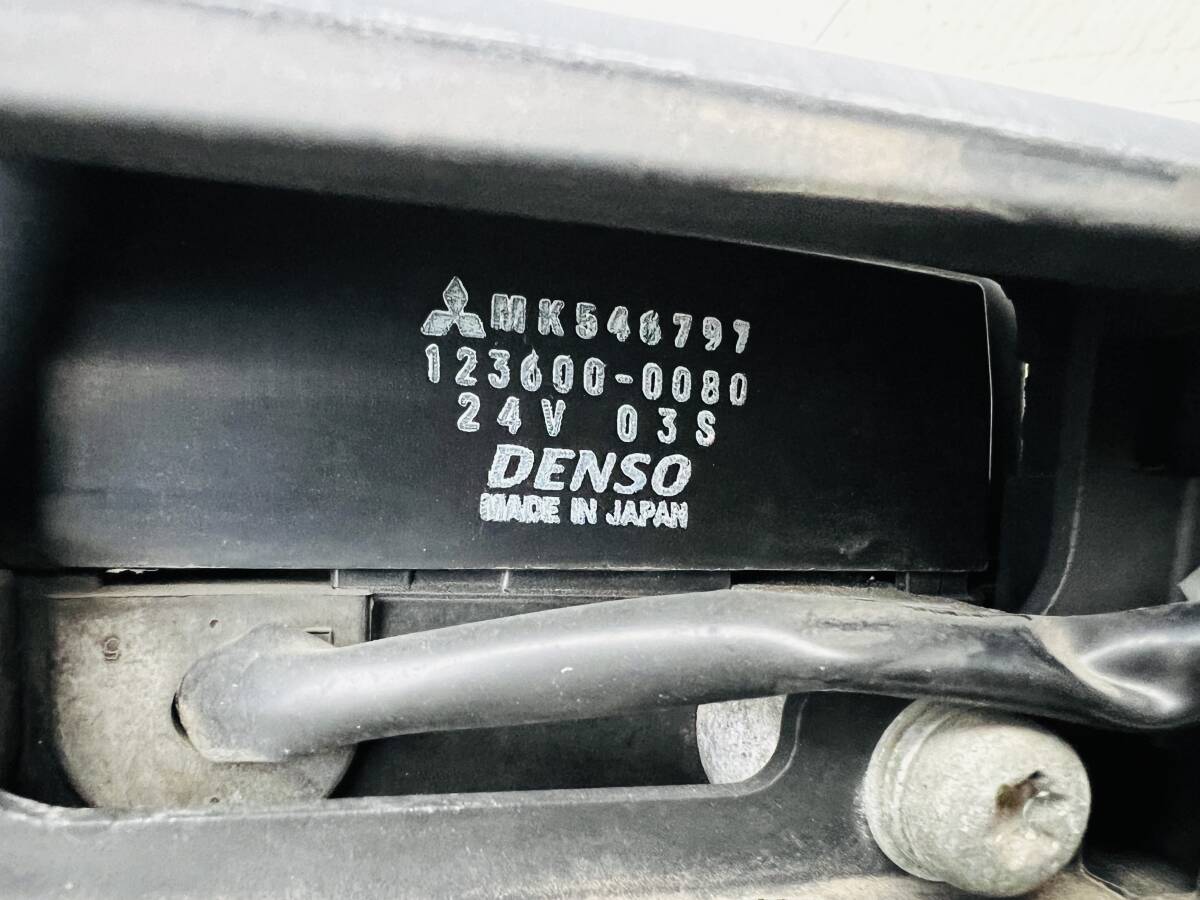 MK546797
123600-0080
24V 03S
DENSO
MADE IN JAPAN